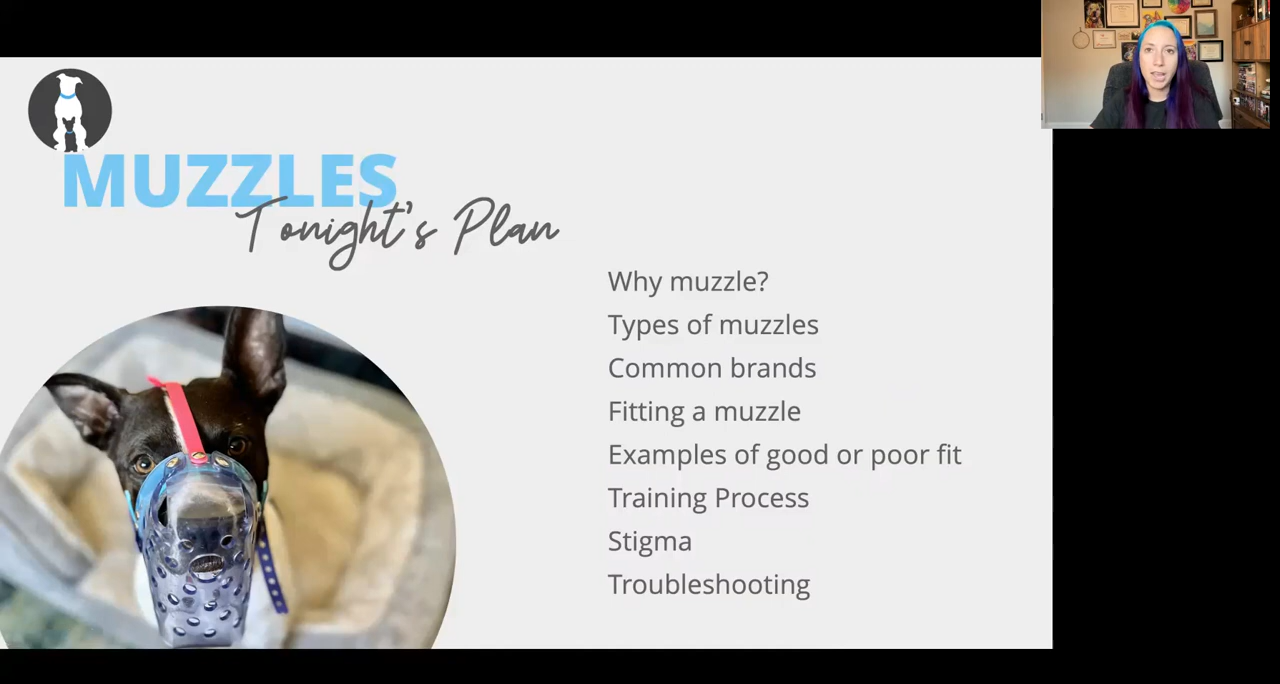 MUZZLES
Tonight's Plan
Why muzzle?
Types of muzzles
Common brands
Fitting a muzzle
Examples of good or poor fit
Training Process
Stigma
Troubleshooting